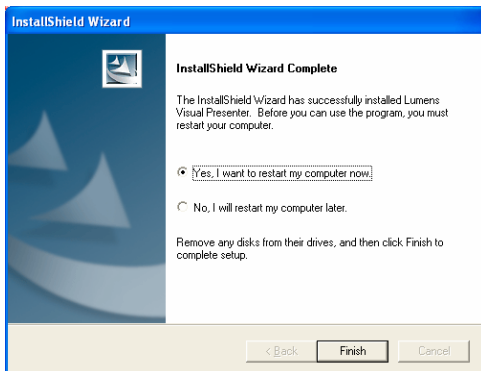 InstallShield Wizard
InstallShield Wizard Complete
The InstallShield Wizard has successfully installed Lumens
Visual Presenter.  Before you can use the program, you must
restart your computer.
Yes, I want to restart my computer now.
No, I will restart my computer later.
Remove any disks from their drives, and then click Finish to
complete setup.
< Back
Finish
Cancel